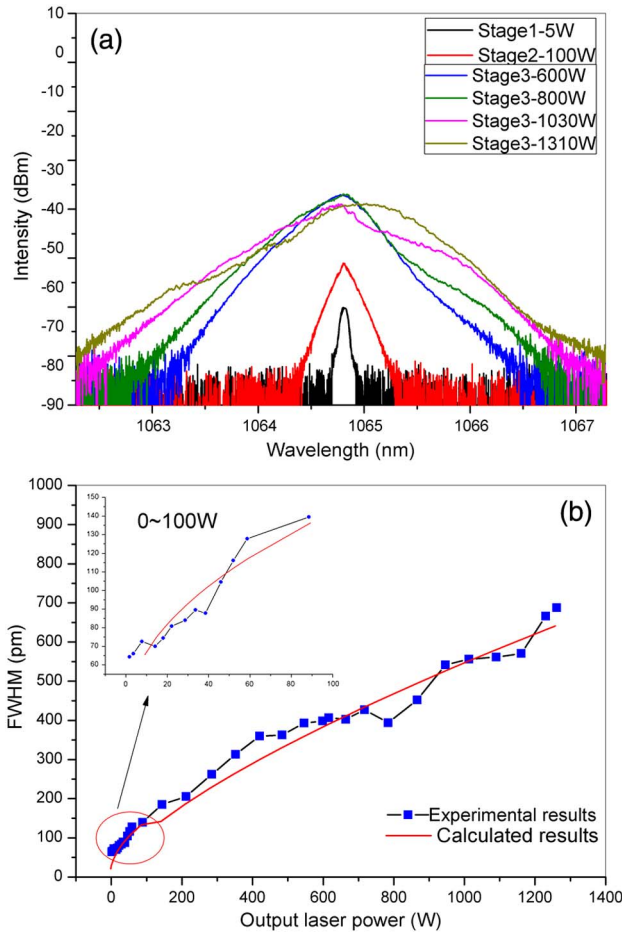 (a)
Stage1-5W
Stage2-100W
Stage3-600W
Stage3-800W
Stage3-1030W
Stage3-1310W
10
0
-10
-20
-30
-40
-50
-60
-70
-80
-90
Intensity (dBm)
1063 1064 1065 1066 1067
Wavelength (nm)
(b)
1000
900
800
700
600
500
400
300
200
100
0
FWHM (pm)
0~100W
150
140
130
120
110
100
90
80
70
60
0 20 40 60 80 100
Experimental results
Calculated results
0 200 400 600 800 1000 1200 1400
Output laser power (W)